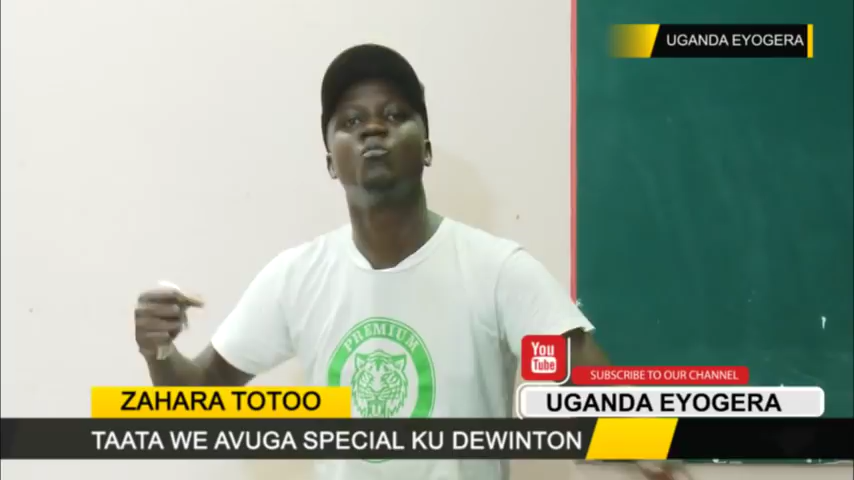 UGANDA EYOGERA
PREMIUM
You
Tube
SUBSCRIBE TO OUR CHANNEL
ZAHARA TOTOO
UGANDA EYOGERA
TAATA WE AVUGA SPECIAL KU DEWINTON